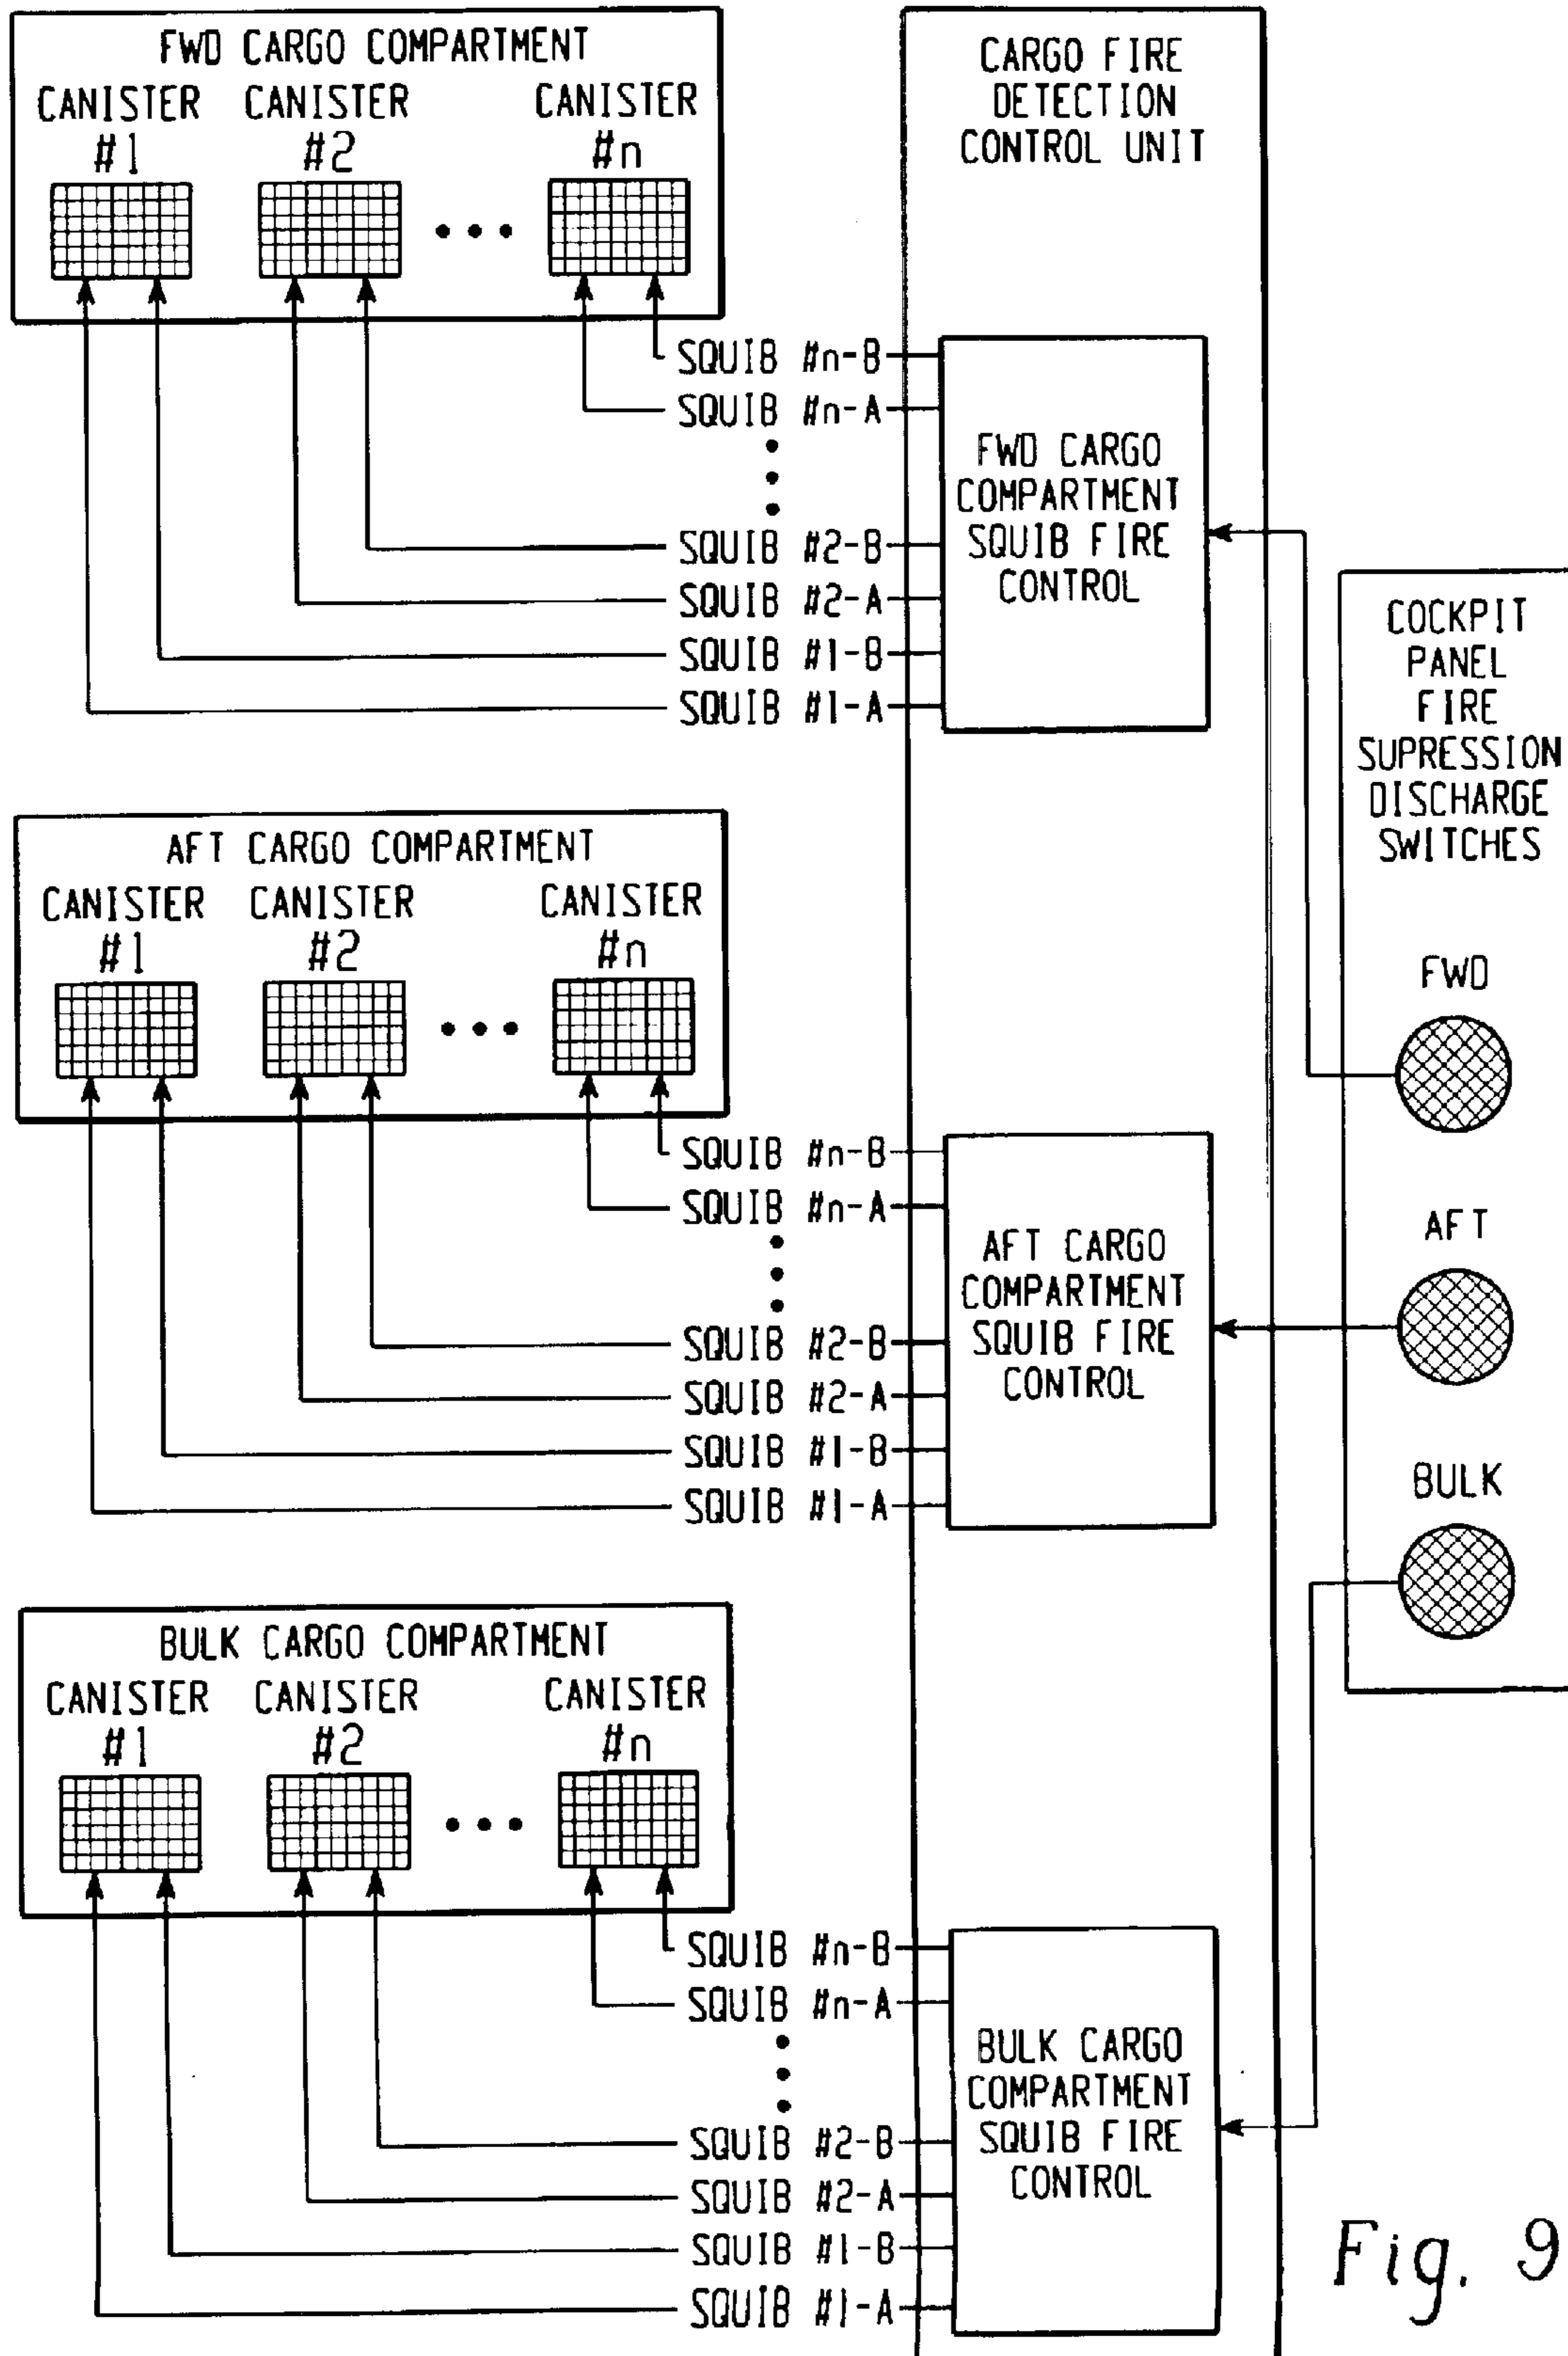 FWD CARGO COMPARTMENT
CANISTER #1
CANISTER #2
CANISTER #n
SQUIB #n-B
SQUIB #n-A
SQUIB #2-B
SQUIB #2-A
SQUIB #1-B
SQUIB #1-A
CARGO FIRE
DETECTION
CONTROL UNIT
FWD CARGO
COMPARTMENT
SQUIB FIRE
CONTROL
AFT CARGO COMPARTMENT
CANISTER #1
CANISTER #2
CANISTER #n
SQUIB #n-B
SQUIB #n-A
SQUIB #2-B
SQUIB #2-A
SQUIB #1-B
SQUIB #1-A
AFT CARGO
COMPARTMENT
SQUIB FIRE
CONTROL
BULK CARGO COMPARTMENT
CANISTER #1
CANISTER #2
CANISTER #n
SQUIB #n-B
SQUIB #n-A
SQUIB #2-B
SQUIB #2-A
SQUIB #1-B
SQUIB #1-A
BULK CARGO
COMPARTMENT
SQUIB FIRE
CONTROL
COCKPIT
PANEL
FIRE
SUPRESSION
DISCHARGE
SWITCHES
FWD
AFT
BULK
Fig. 9